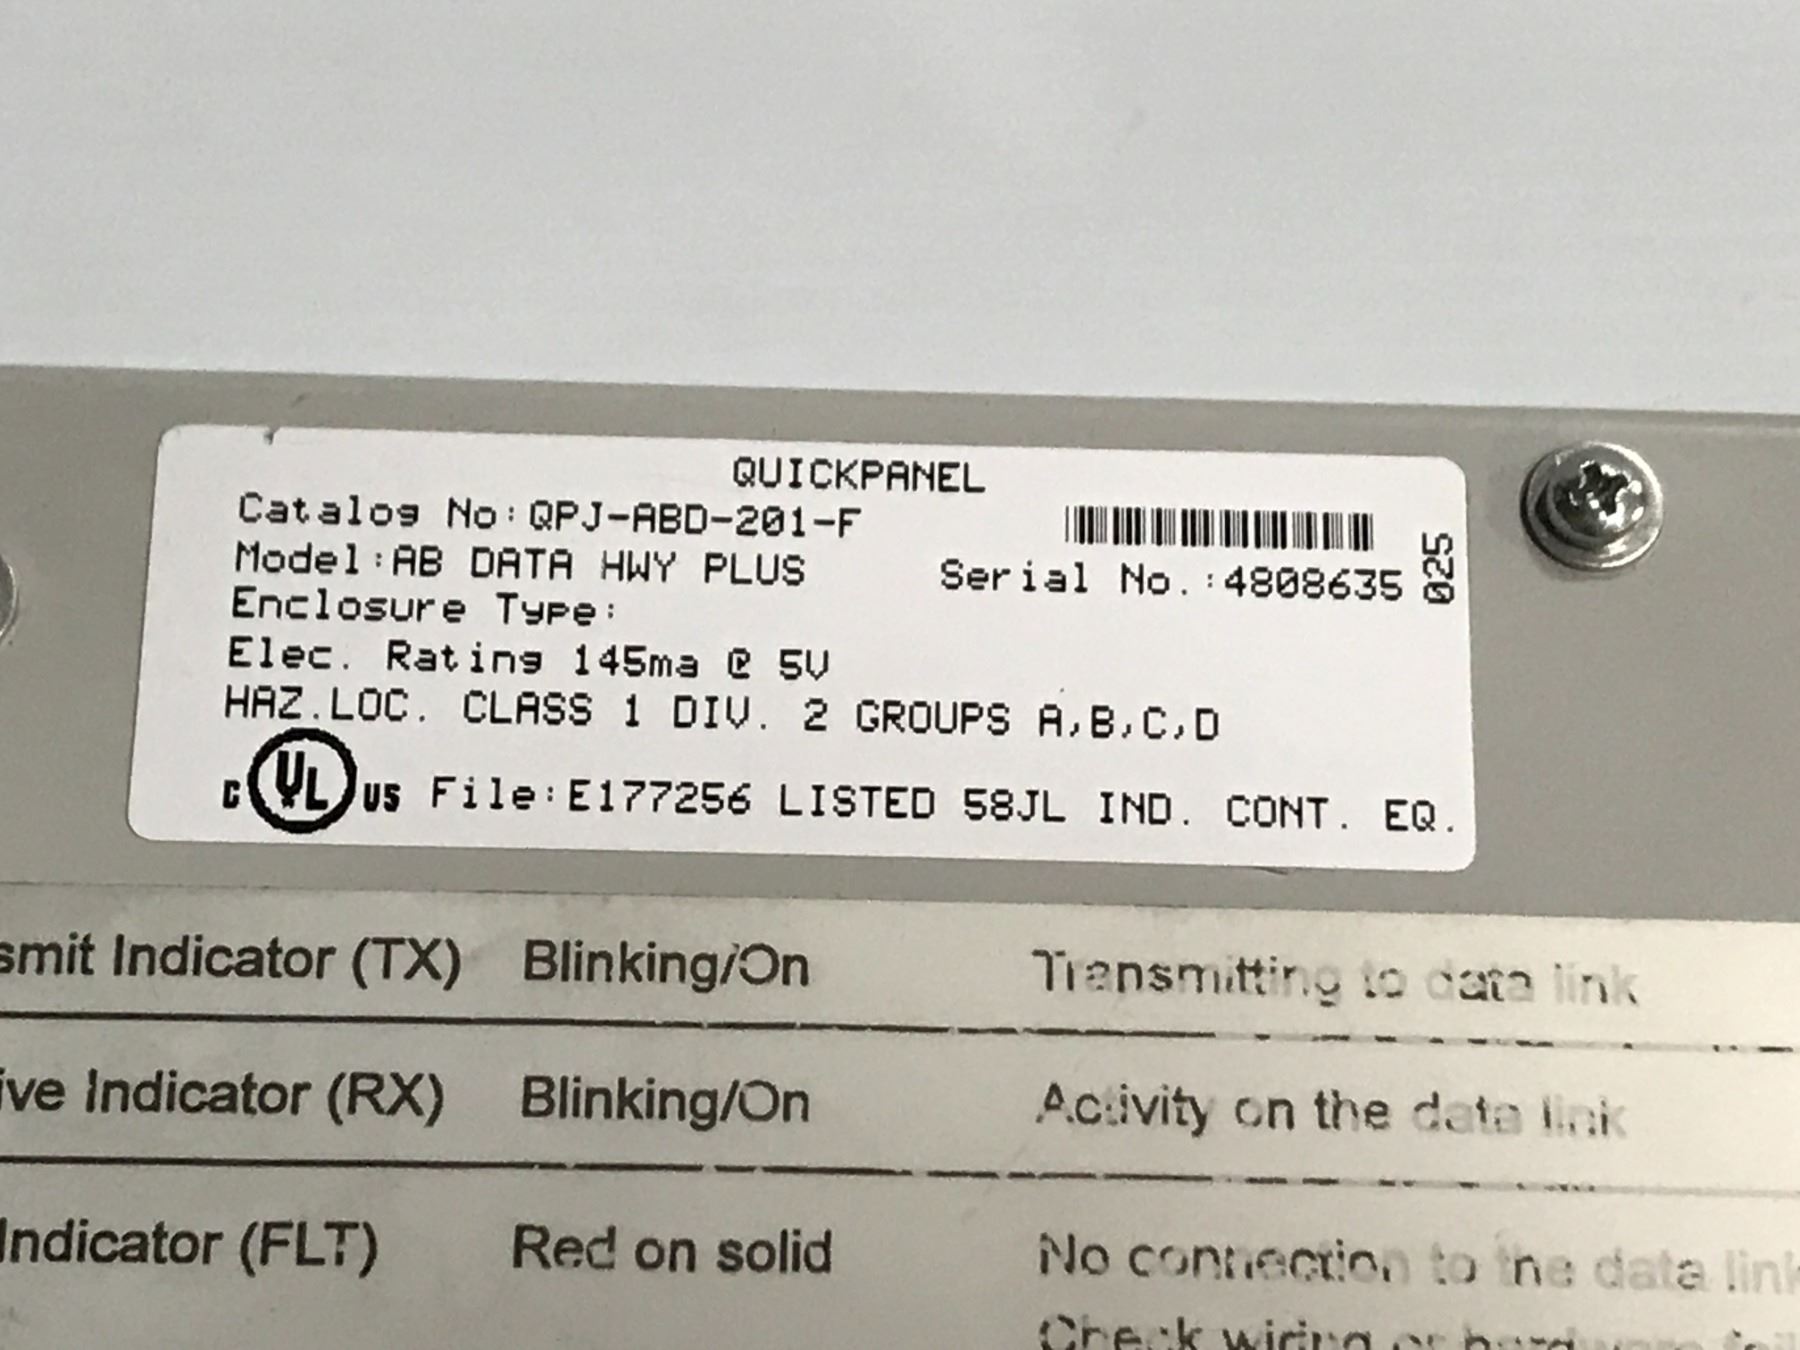 QUICKPANEL
Catalog No:QPJ-ABD-201-F
Model:AB DATA HWY PLUS
Serial No.:4808635
025
Enclosure Type:
Elec. Rating 145ma @ 5V
HAZ.LOC. CLASS 1 DIV. 2 GROUPS A,B,C,D
C UL US File:E177256 LISTED 58JL IND. CONT. EQ.
smit Indicator (TX) Blinking/On Transmitting to data link
ive Indicator (RX) Blinking/On Activity on the data link
Indicator (FLT) Red on solid No connection to the data link
Check wiring or